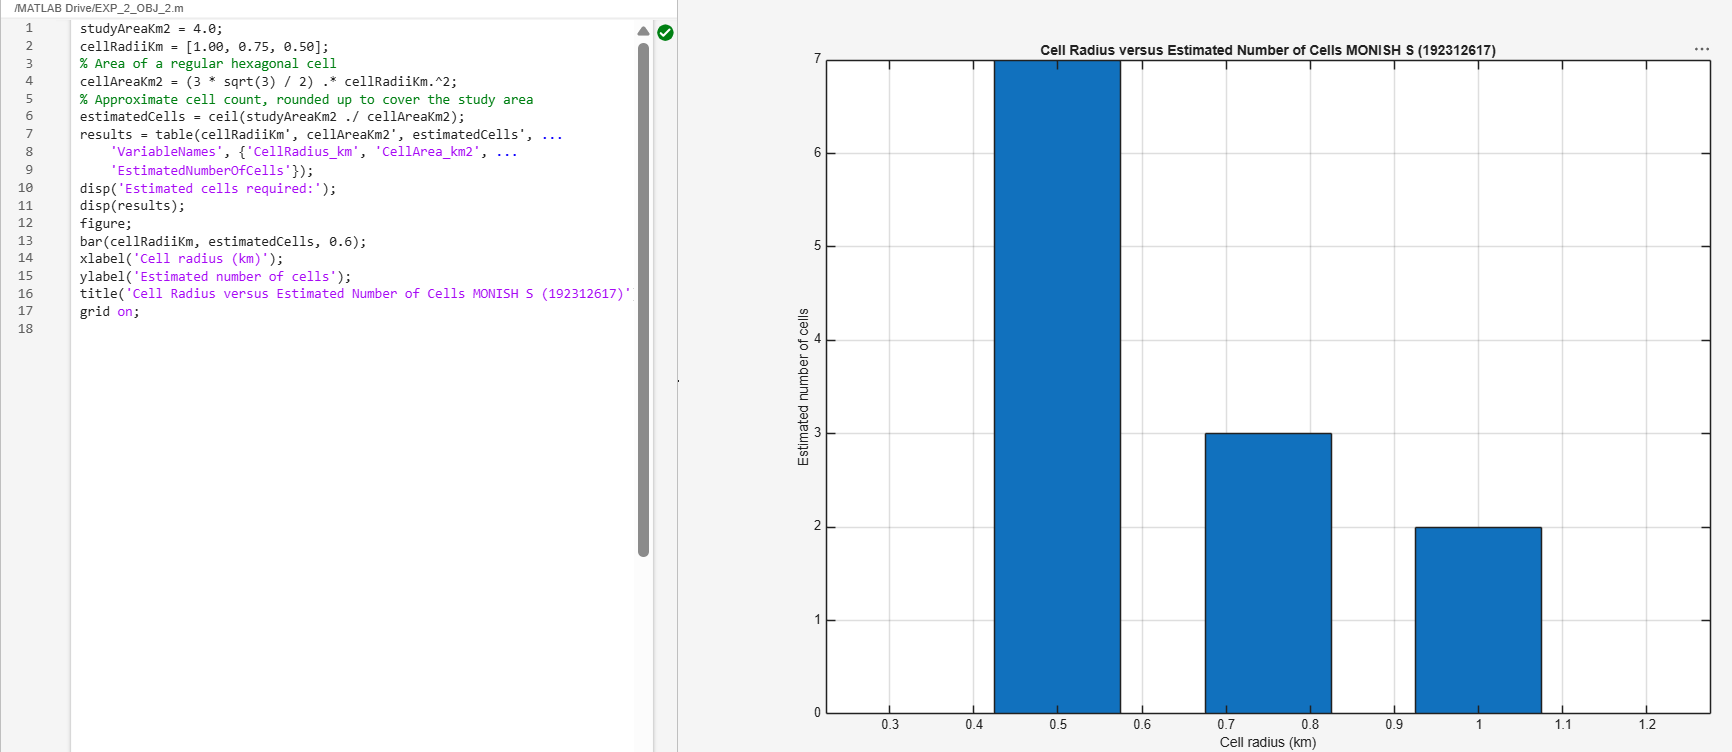 /MATLAB Drive/EXP_2_OBJ_2.m
1 studyAreaKm2 = 4.0;
2 cellRadiiKm = [1.00, 0.75, 0.50];
3 % Area of a regular hexagonal cell
4 cellAreaKm2 = (3 * sqrt(3) / 2) .* cellRadiiKm.^2;
5 % Approximate cell count, rounded up to cover the study area
6 estimatedCells = ceil(studyAreaKm2 ./ cellAreaKm2);
7 results = table(cellRadiiKm', cellAreaKm2', estimatedCells', ...
8     'VariableNames', {'CellRadius_km', 'CellArea_km2', ...
9     'EstimatedNumberOfCells'});
10 disp('Estimated cells required:');
11 disp(results);
12 figure;
13 bar(cellRadiiKm, estimatedCells, 0.6);
14 xlabel('Cell radius (km)');
15 ylabel('Estimated number of cells');
16 title('Cell Radius versus Estimated Number of Cells MONISH S (192312617)'
17 grid on;
18
Cell Radius versus Estimated Number of Cells MONISH S (192312617)
7
6
5
4
3
2
1
0
Estimated number of cells
0.3 0.4 0.5 0.6 0.7 0.8 0.9 1 1.1 1.2
Cell radius (km)